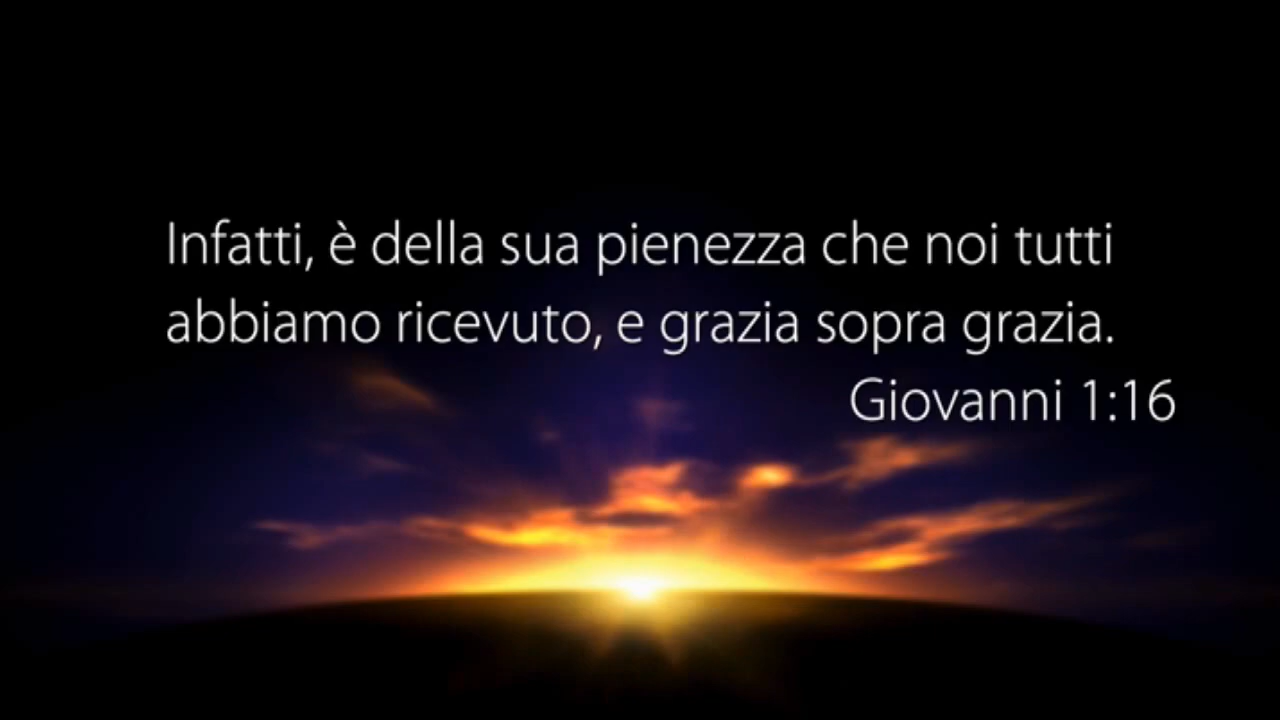 Infatti, è della sua pienezza che noi tutti
abbiamo ricevuto, e grazia sopra grazia.
Giovanni 1:16